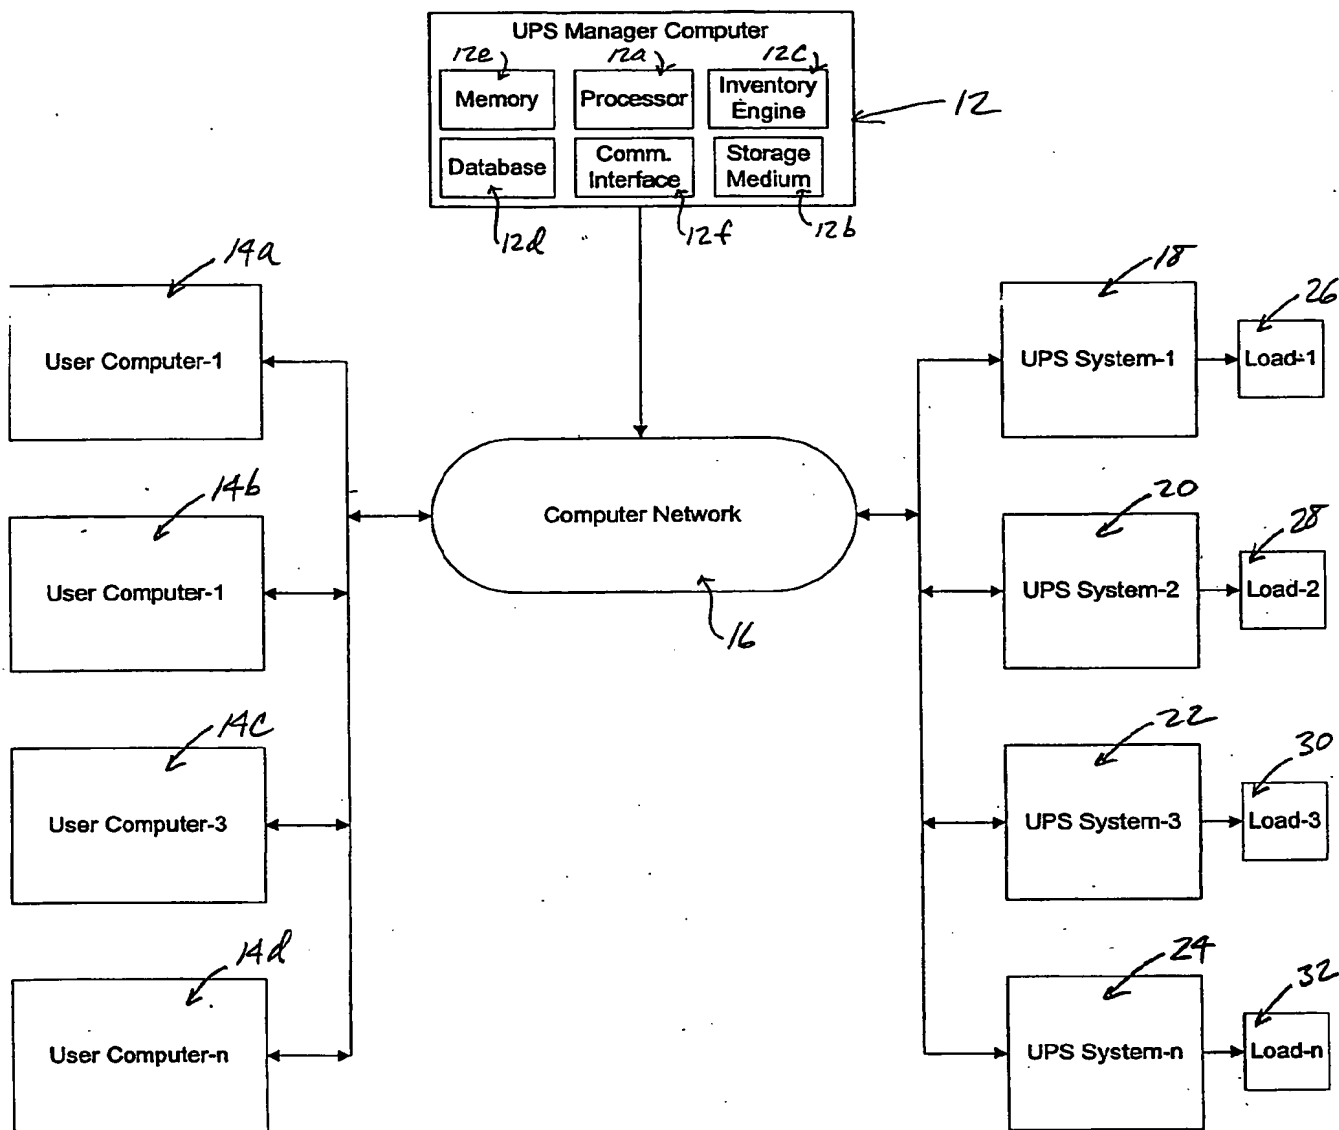 UPS Manager Computer
12e
12a
12c
Memory
Processor
Inventory
Engine
12
Database
Comm.
Interface
Storage
Medium
12d
12f
12b
14a
User Computer-1
18
UPS System-1
26
Load-1
14b
User Computer-1
Computer Network
16
20
UPS System-2
28
Load-2
14c
User Computer-3
22
UPS System-3
30
Load-3
14d
User Computer-n
24
UPS System-n
32
Load-n